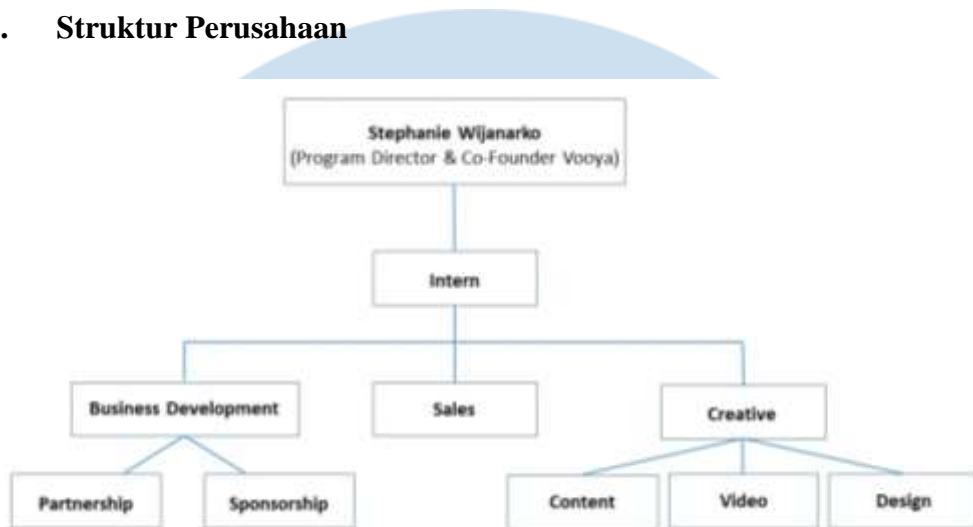 . Struktur Perusahaan
Stephanie Wijanarko
(Program Director & Co-Founder Vooya)
Intern
Business Development
Sales
Creative
Partnership
Sponsorship
Content
Video
Design